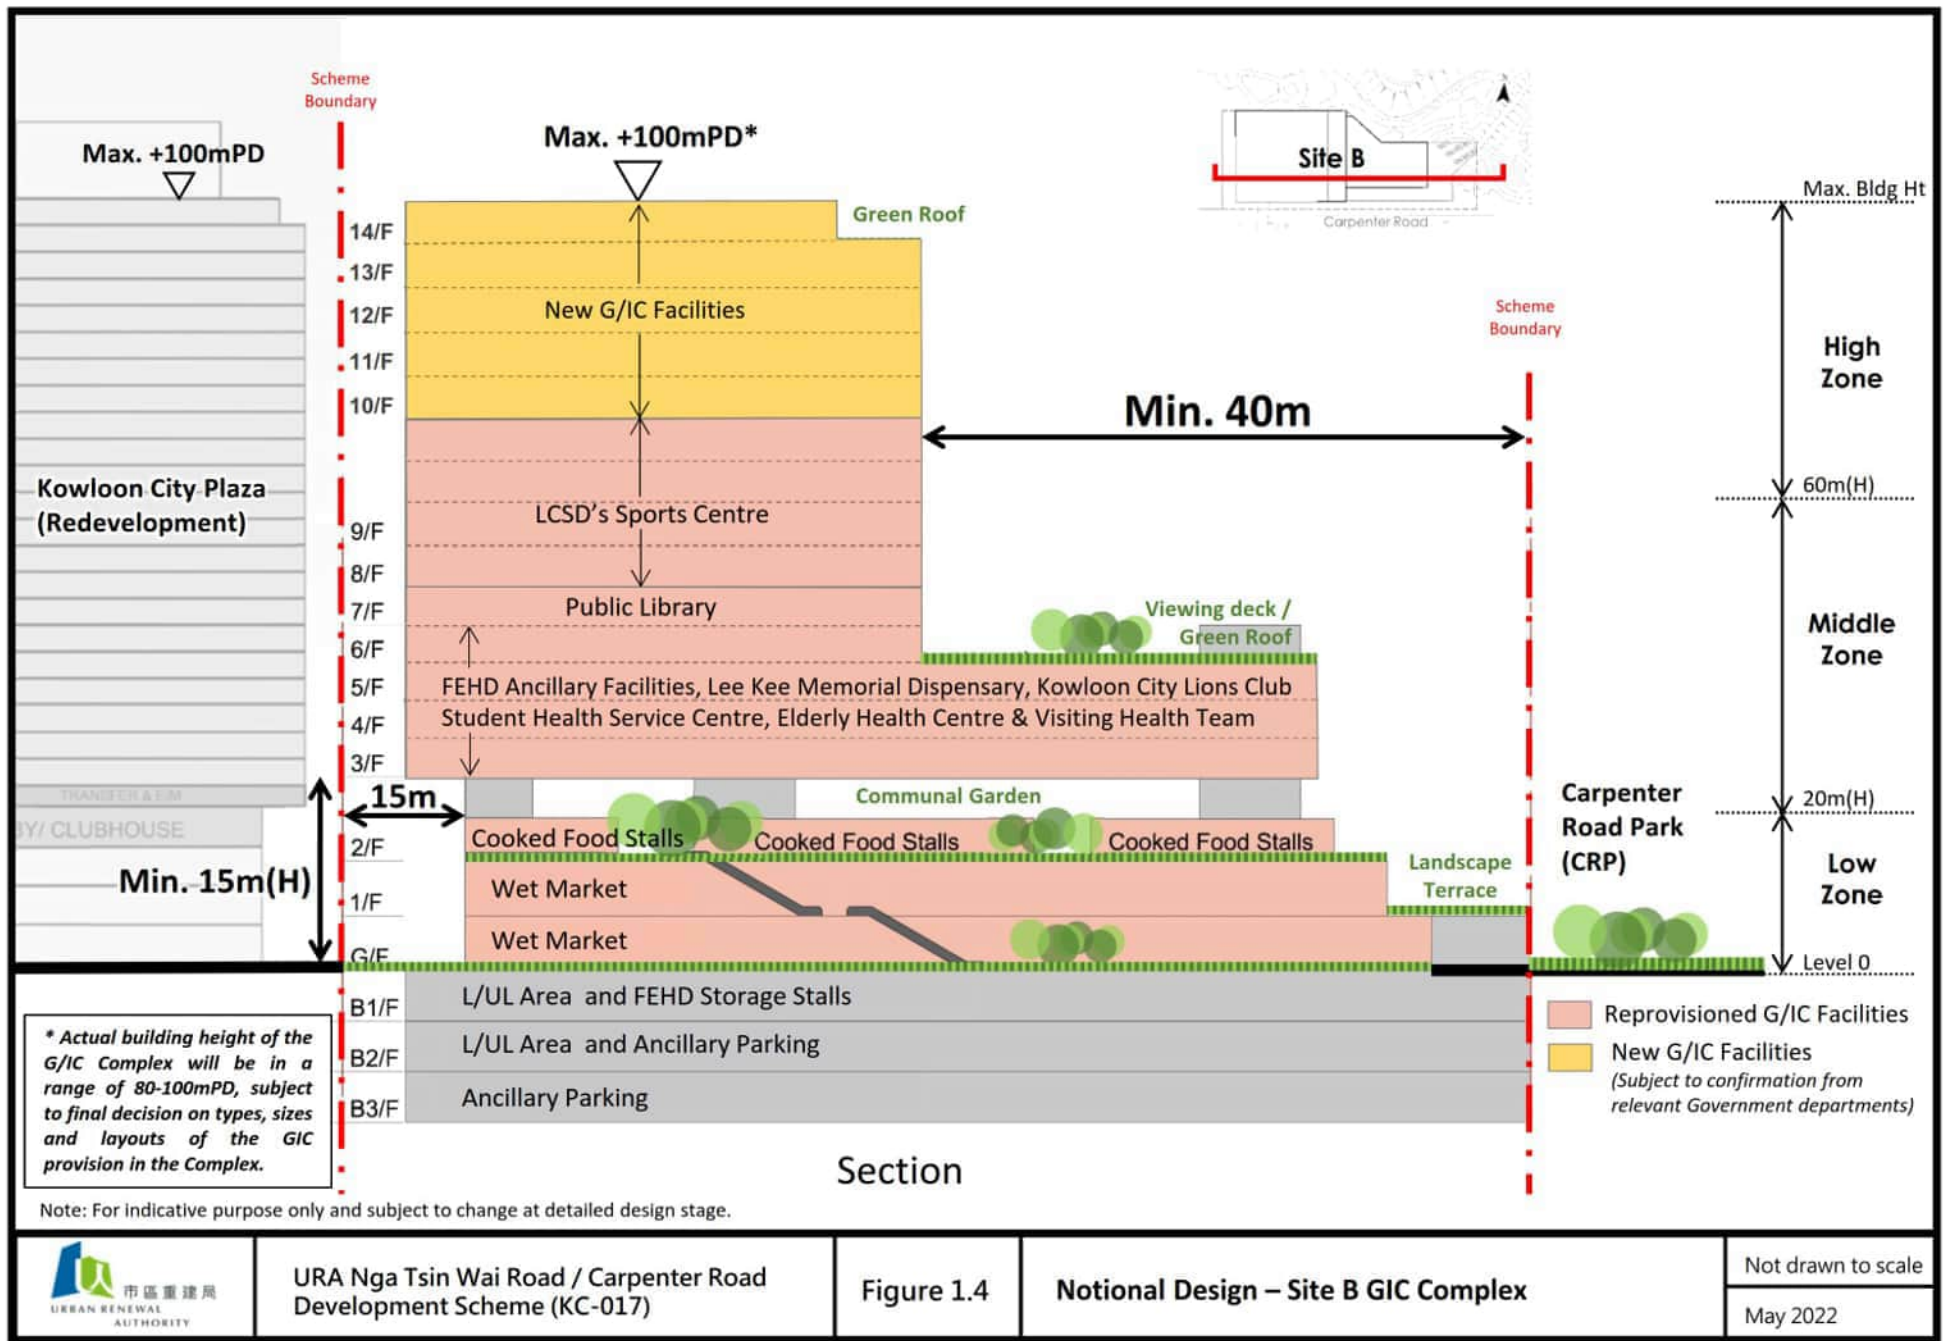 Scheme
Boundary
Max. +100mPD
Max. +100mPD*
Green Roof
Site B
Carpenter Road
Max. Bldg Ht
14/F
13/F
12/F
11/F
10/F
New G/IC Facilities
Scheme
Boundary
High
Zone
Min. 40m
60m(H)
Kowloon City Plaza
(Redevelopment)
LCSD's Sports Centre
9/F
8/F
7/F
6/F
5/F
4/F
3/F
Public Library
Viewing deck /
Green Roof
Middle
Zone
FEHD Ancillary Facilities, Lee Kee Memorial Dispensary, Kowloon City Lions Club
Student Health Service Centre, Elderly Health Centre & Visiting Health Team
TRANSFER & E/M
BY/ CLUBHOUSE
15m
Communal Garden
Carpenter
Road Park
(CRP)
20m(H)
2/F
Cooked Food Stalls
Cooked Food Stalls
Cooked Food Stalls
Landscape
Terrace
Low
Zone
Min. 15m(H)
1/F
Wet Market
G/F
Wet Market
Level 0
B1/F
L/UL Area and FEHD Storage Stalls
B2/F
L/UL Area and Ancillary Parking
B3/F
Ancillary Parking
Reprovisioned G/IC Facilities
New G/IC Facilities
(Subject to confirmation from
relevant Government departments)
* Actual building height of the
G/IC Complex will be in a
range of 80-100mPD, subject
to final decision on types, sizes
and layouts of the GIC
provision in the Complex.
Section
Note: For indicative purpose only and subject to change at detailed design stage.
市區重建局
URBAN RENEWAL
AUTHORITY
URA Nga Tsin Wai Road / Carpenter Road
Development Scheme (KC-017)
Figure 1.4
Notional Design – Site B GIC Complex
Not drawn to scale
May 2022